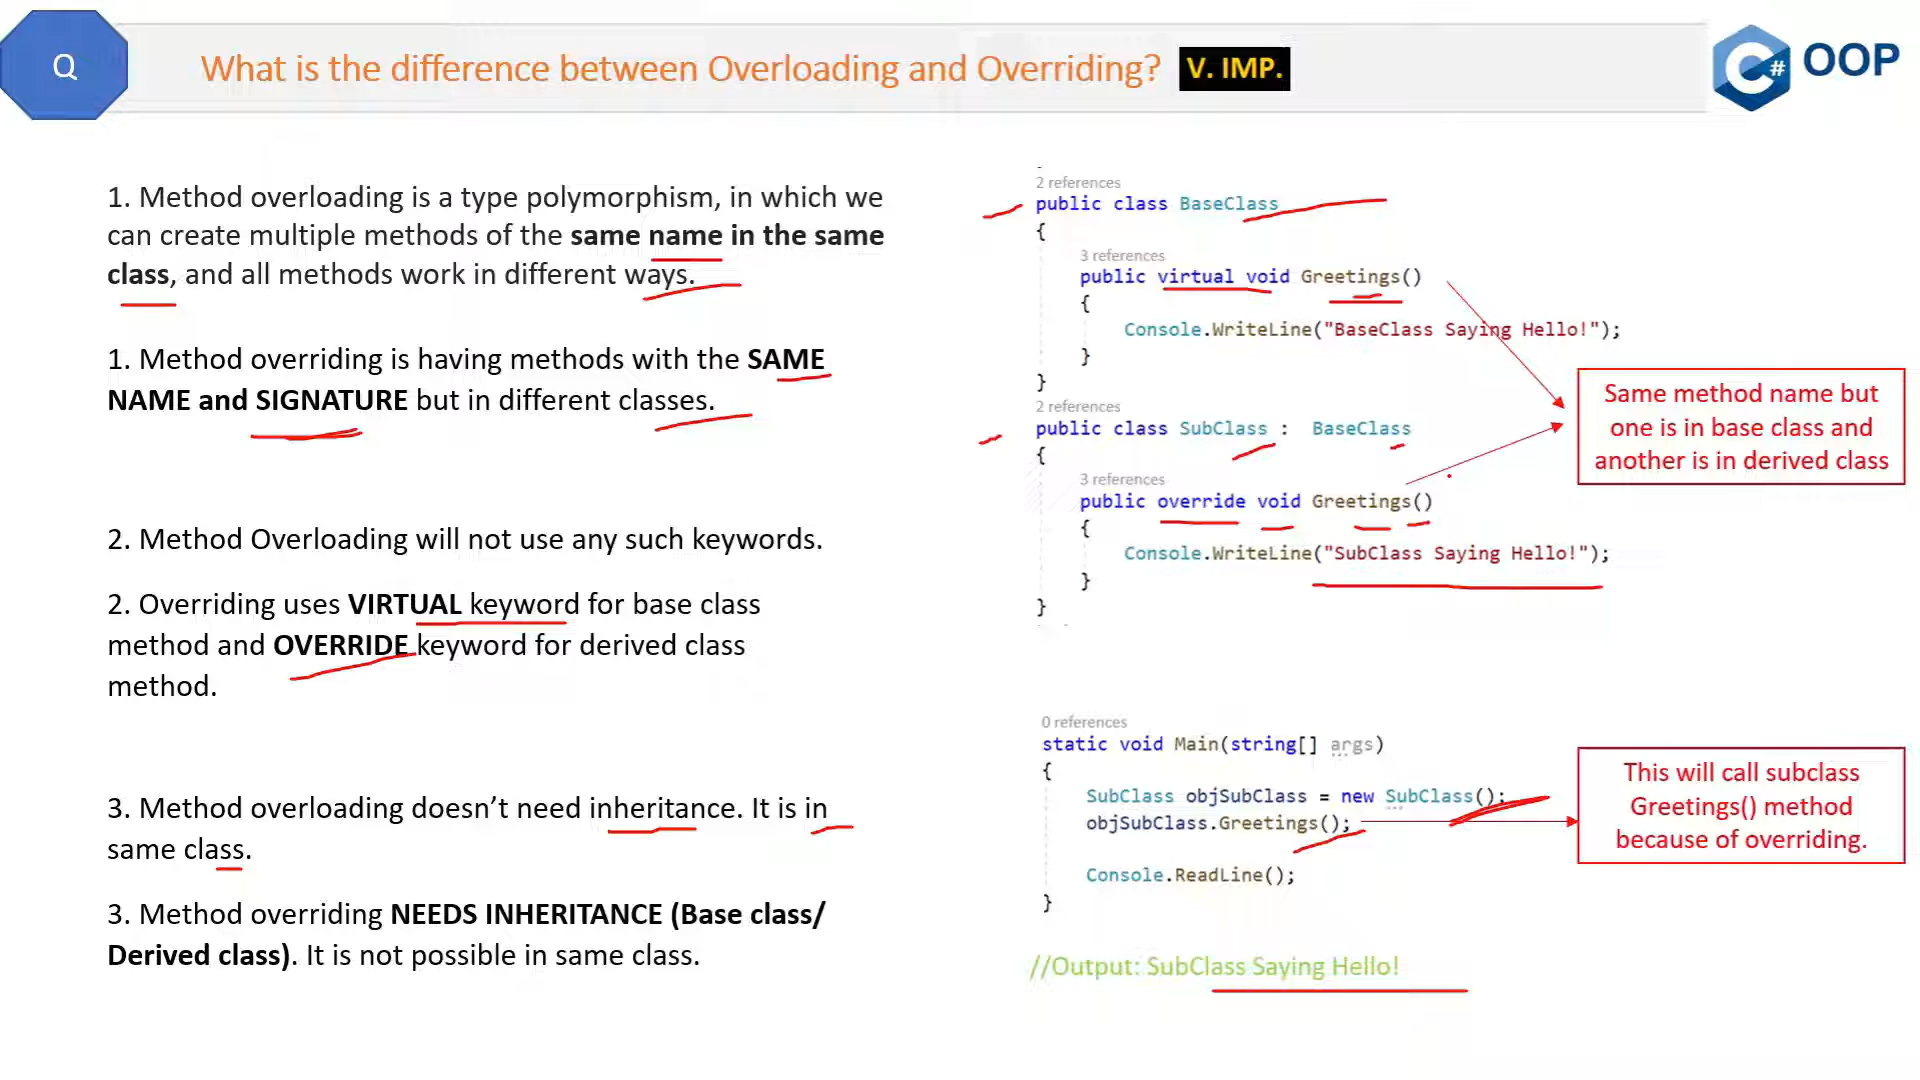 Q
What is the difference between Overloading and Overriding?
V. IMP.
C#
OOP
1. Method overloading is a type polymorphism, in which we
can create multiple methods of the same name in the same
class, and all methods work in different ways.
1. Method overriding is having methods with the SAME
NAME and SIGNATURE but in different classes.
2. Method Overloading will not use any such keywords.
2. Overriding uses VIRTUAL keyword for base class
method and OVERRIDE keyword for derived class
method.
3. Method overloading doesn’t need inheritance. It is in
same class.
3. Method overriding NEEDS INHERITANCE (Base class/
Derived class). It is not possible in same class.
2 references
public class BaseClass
{
3 references
public virtual void Greetings()
{
Console.WriteLine("BaseClass Saying Hello!");
}
}
2 references
public class SubClass : BaseClass
{
3 references
public override void Greetings()
{
Console.WriteLine("SubClass Saying Hello!");
}
}
Same method name but
one is in base class and
another is in derived class
0 references
static void Main(string[] args)
{
SubClass objSubClass = new SubClass();
objSubClass.Greetings();
Console.ReadLine();
}
This will call subclass
Greetings() method
because of overriding.
//Output: SubClass Saying Hello!